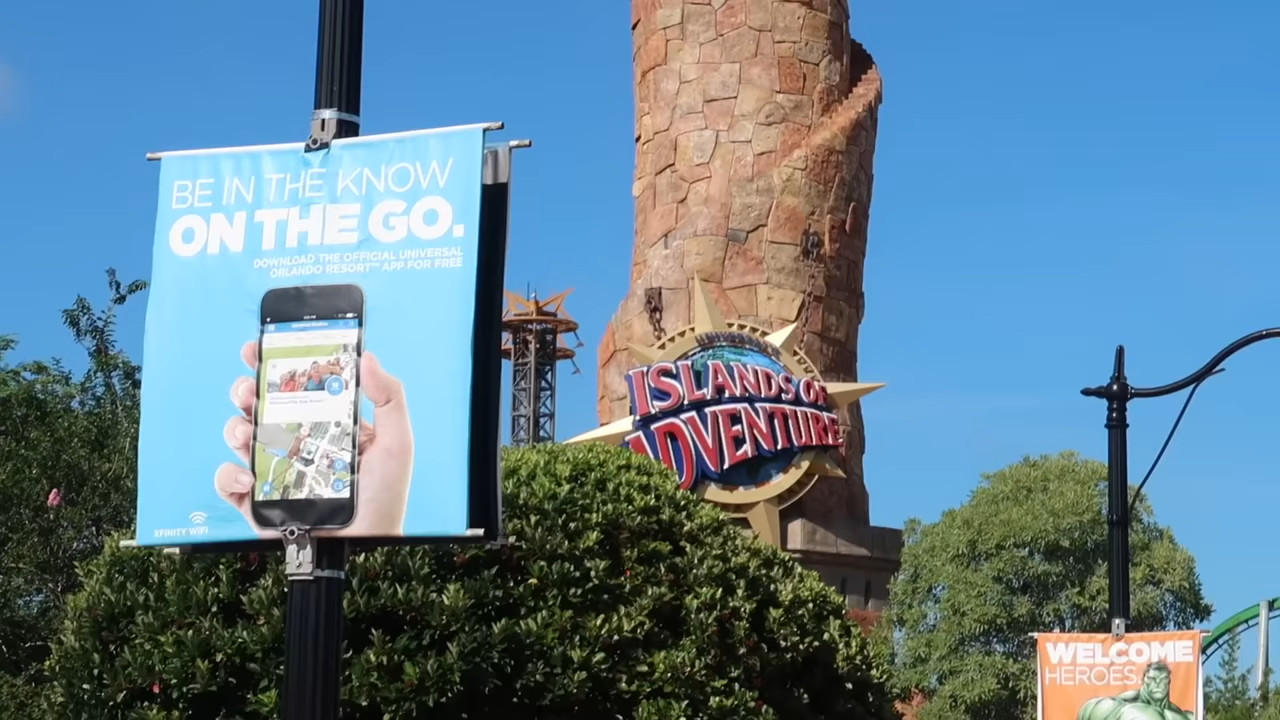 BE IN THE KNOW
ON THE GO.
DOWNLOAD THE OFFICIAL UNIVERSAL
ORLANDO RESORT™ APP FOR FREE
XFINITY WIFI
UNIVERSAL
ISLANDS OF
ADVENTURE
WELCOME
HEROES.